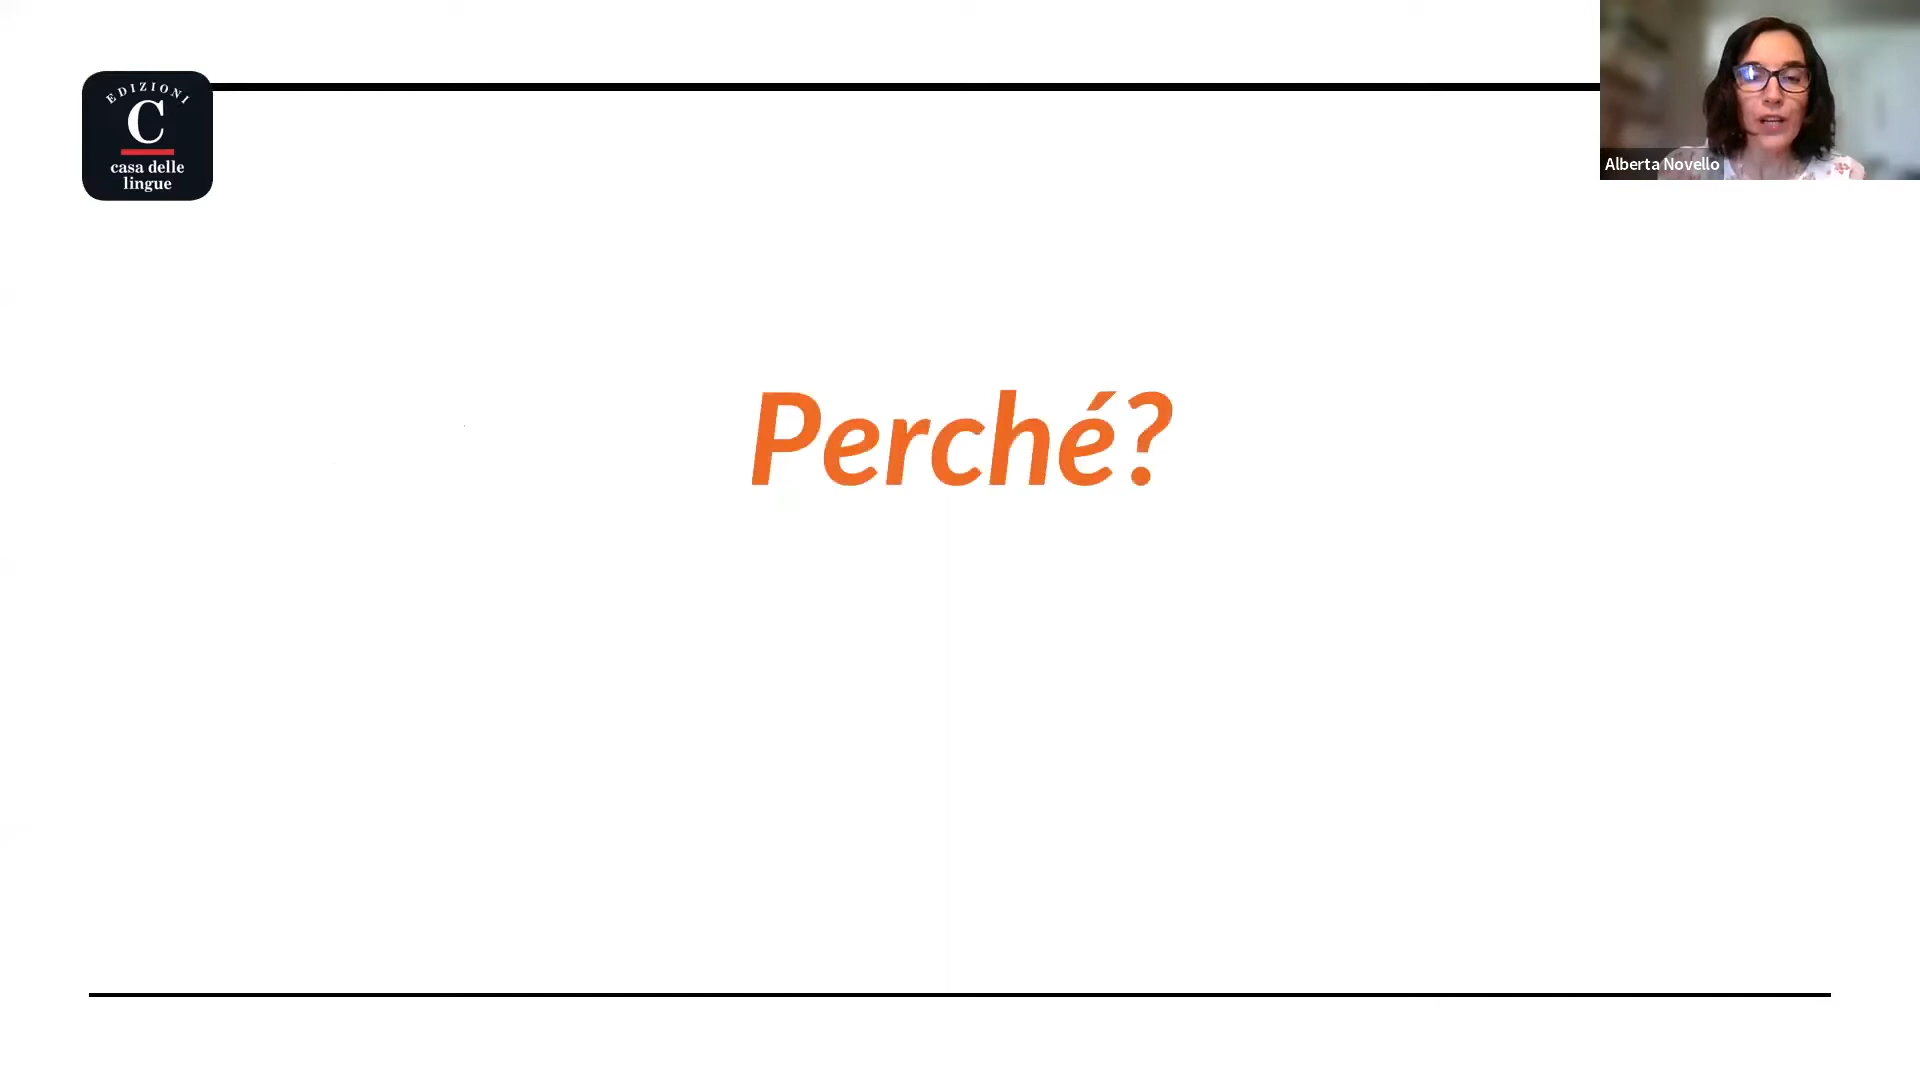 EDIZIONI
C
casa delle
lingue
Alberta Novello
Perché?